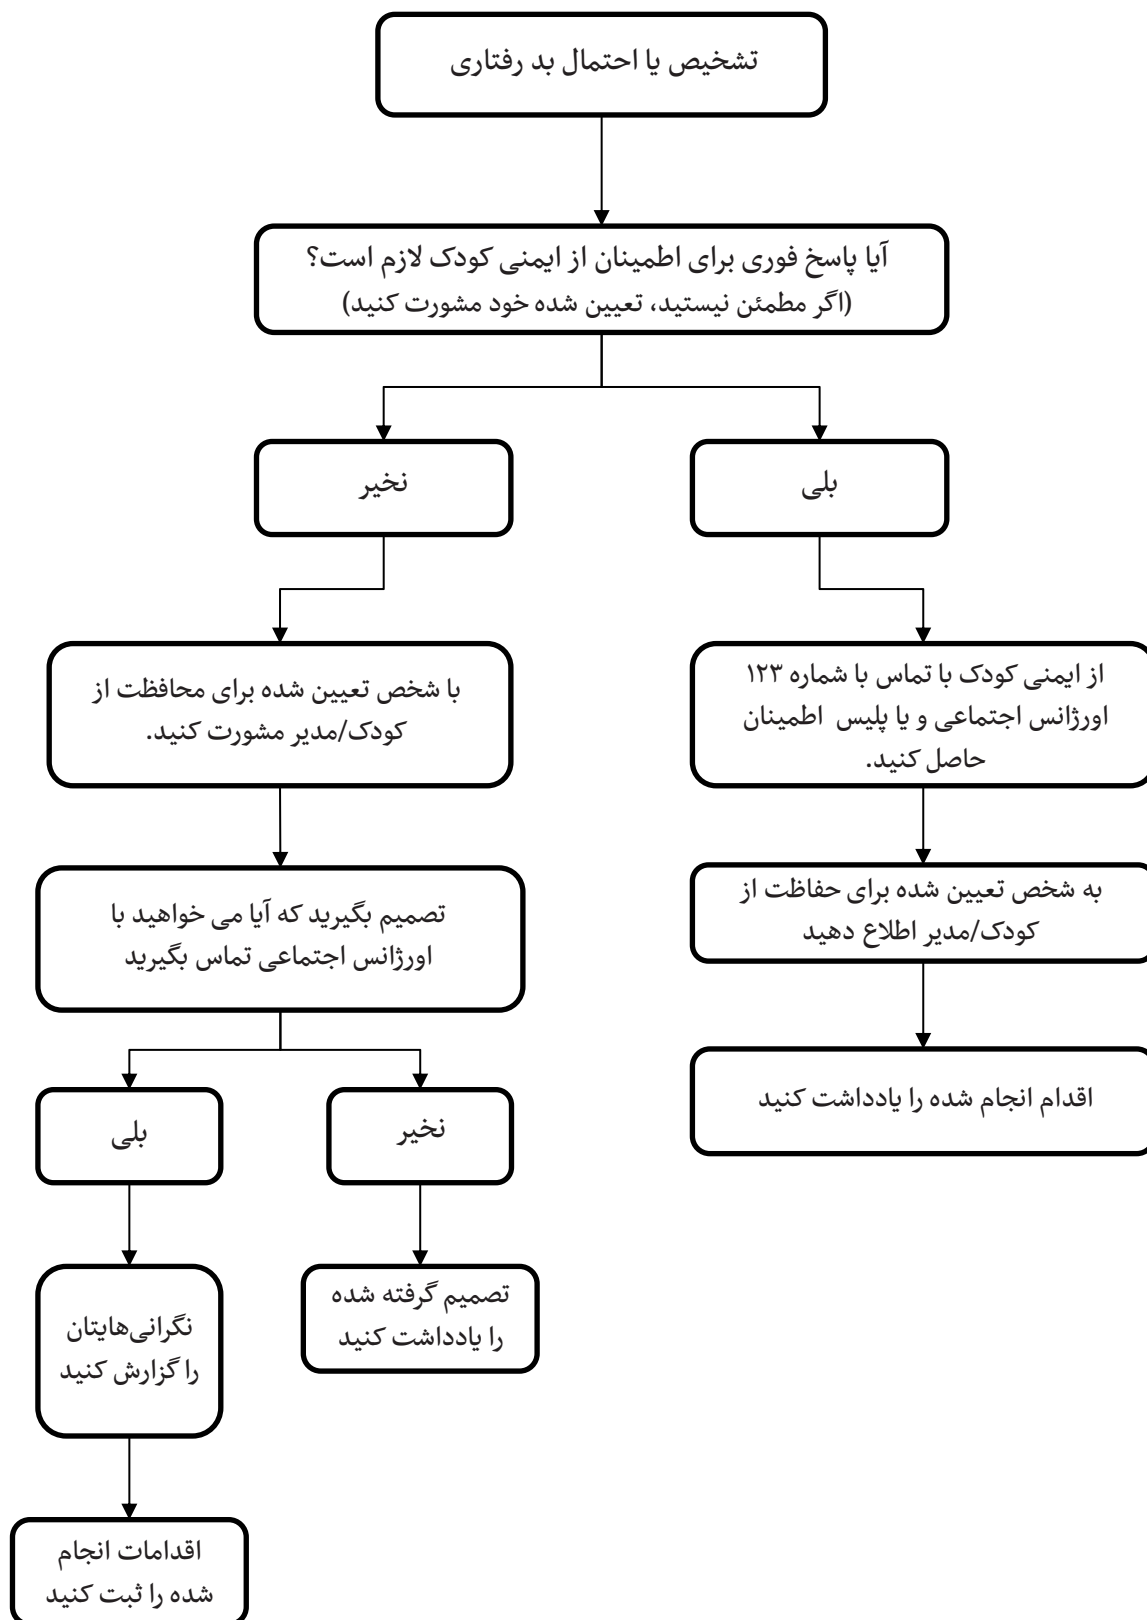 تشخیص یا احتمال بد رفتاری
آیا پاسخ فوری برای اطمینان از ایمنی کودک لازم است؟
(اگر مطمئن نیستید، تعیین شده خود مشورت کنید)
بلی
نخیر
از ایمنی کودک با تماس با شماره ۱۲۳
اورژانس اجتماعی و یا پلیس اطمینان
حاصل کنید.
با شخص تعیین شده برای محافظت از
کودک/مدیر مشورت کنید.
به شخص تعیین شده برای حفاظت از
کودک/مدیر اطلاع دهید
تصمیم بگیرید که آیا می خواهید با
اورژانس اجتماعی تماس بگیرید
اقدام انجام شده را یادداشت کنید
نخیر
بلی
تصمیم گرفته شده
را یادداشت کنید
نگرانی‌هایتان
را گزارش کنید
اقدامات انجام
شده را ثبت کنید